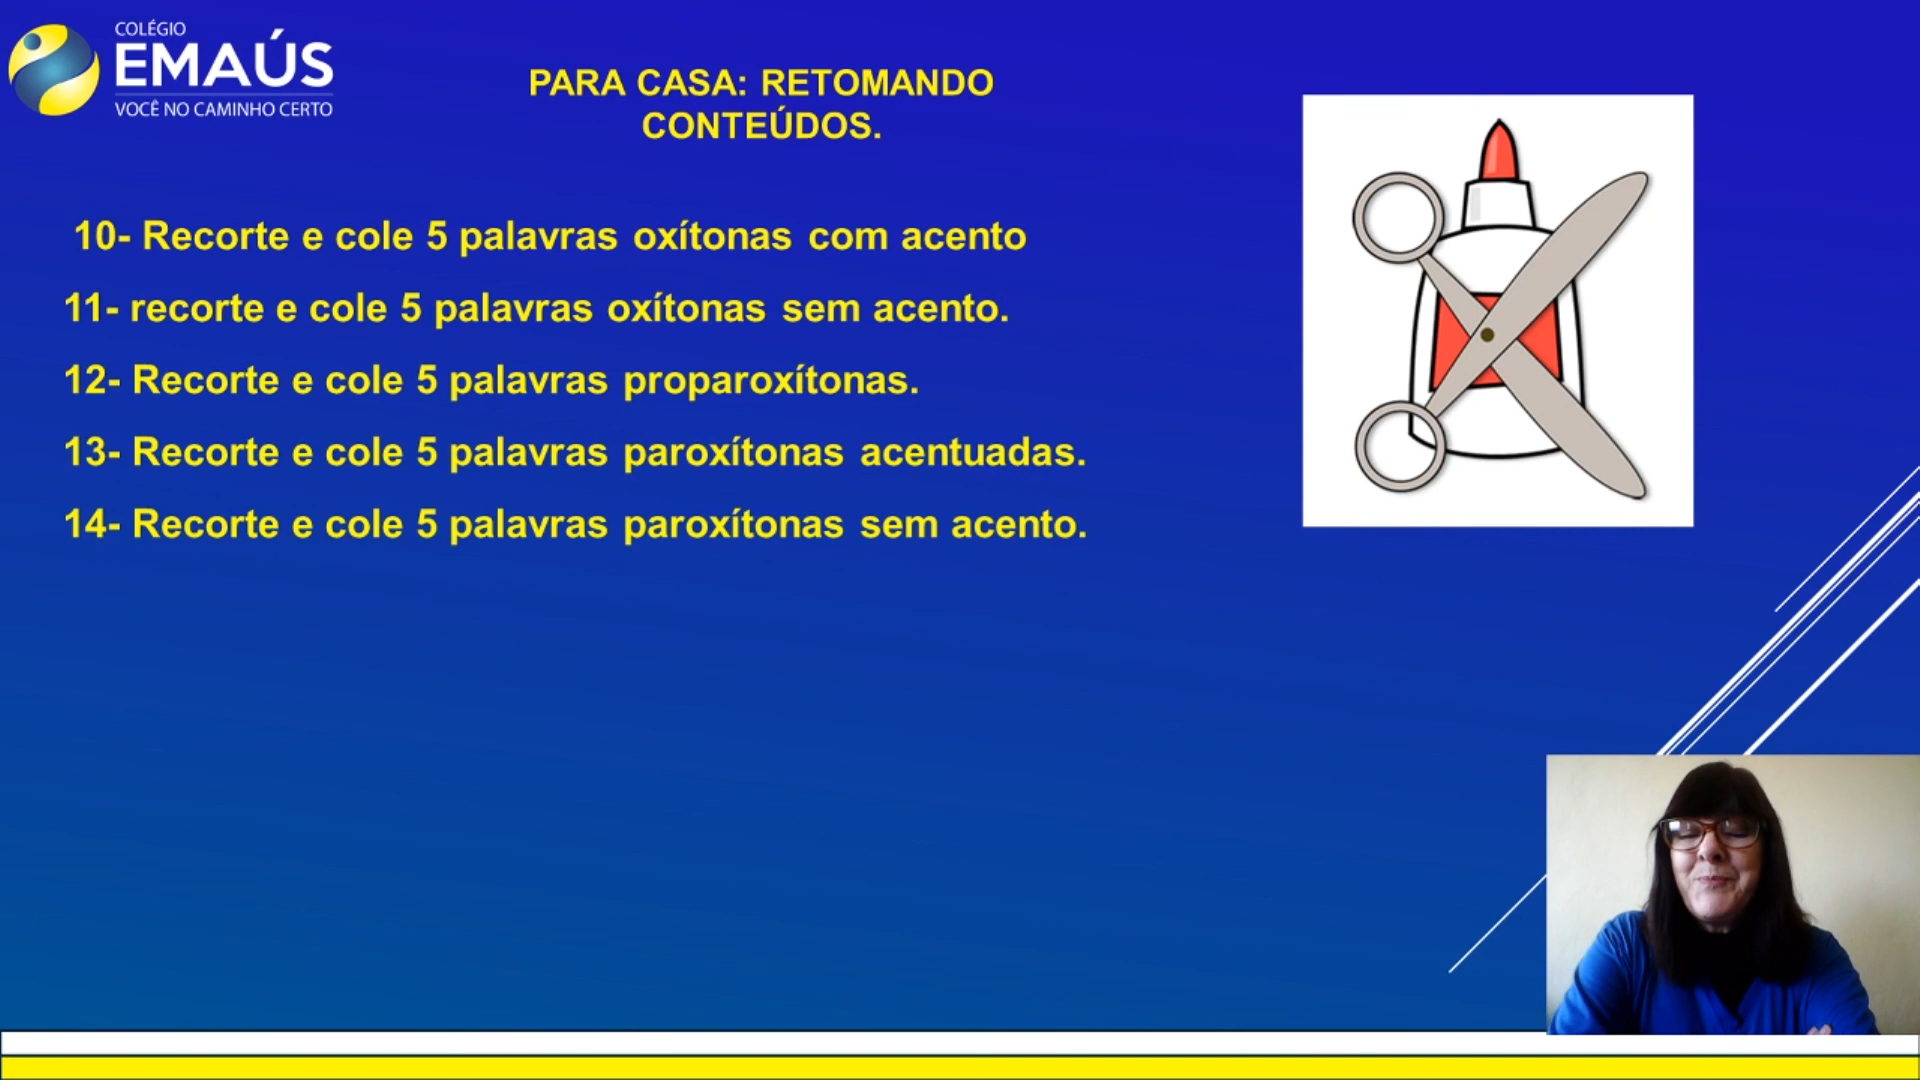 COLÉGIO
EMAÚS
VOCÊ NO CAMINHO CERTO
PARA CASA: RETOMANDO
CONTEÚDOS.
10- Recorte e cole 5 palavras oxítonas com acento
11- recorte e cole 5 palavras oxítonas sem acento.
12- Recorte e cole 5 palavras proparoxítonas.
13- Recorte e cole 5 palavras paroxítonas acentuadas.
14- Recorte e cole 5 palavras paroxítonas sem acento.